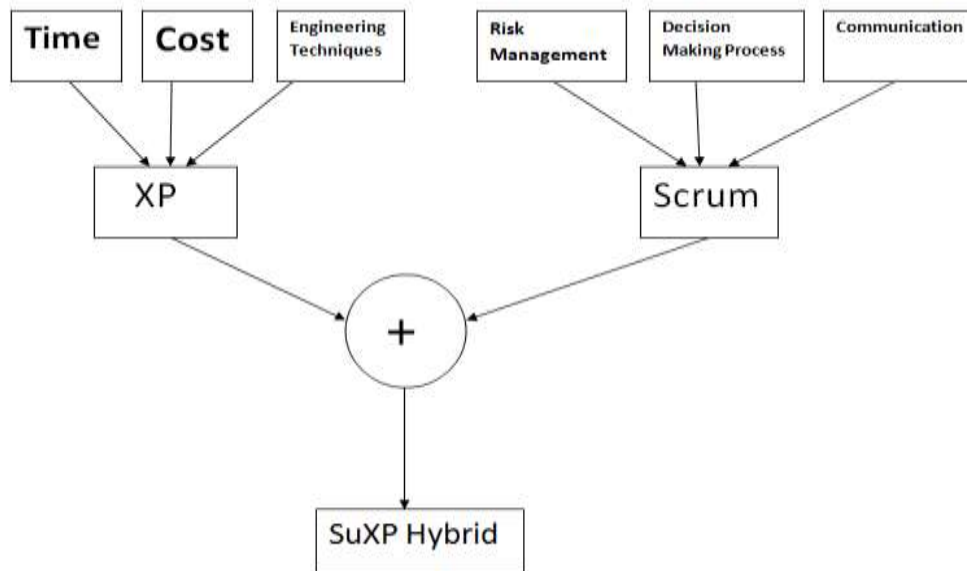 Time
Cost
Engineering
Techniques
Risk
Management
Decision
Making Process
Communication
XP
Scrum
+
SuXP Hybrid